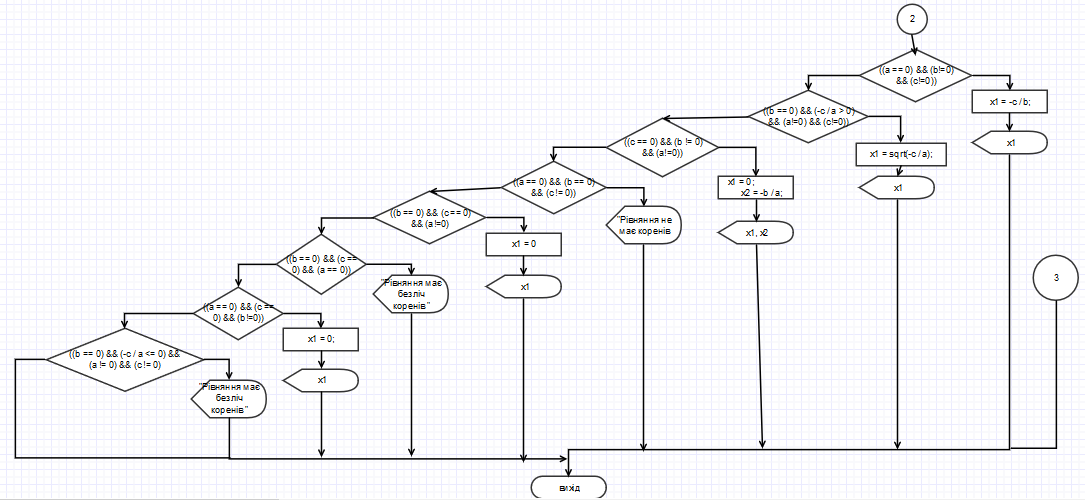 2
((a == 0) && (b!=0)
&& (c!=0))
x1 = -c / b;
x1
((b == 0) && (-c / a > 0)
&& (a!=0) && (c!=0))
x1 = sqrt(-c / a);
x1
((c == 0) && (b != 0)
&& (a!=0))
x1 = 0;
x2 = -b / a;
x1, x2
((a == 0) && (b == 0)
&& (c != 0))
"Рівняння не
має коренів
((b == 0) && (c == 0)
&& (a!=0)
x1 = 0
x1
((b == 0) && (c ==
0) && (a == 0))
"Рівняння має
безліч
коренів"
((a == 0) && (c ==
0) && (b!=0))
x1 = 0;
x1
((b == 0) && (-c / a <= 0) &&
(a != 0) && (c != 0)
"Рівняння має
безліч
коренів"
3
вихід